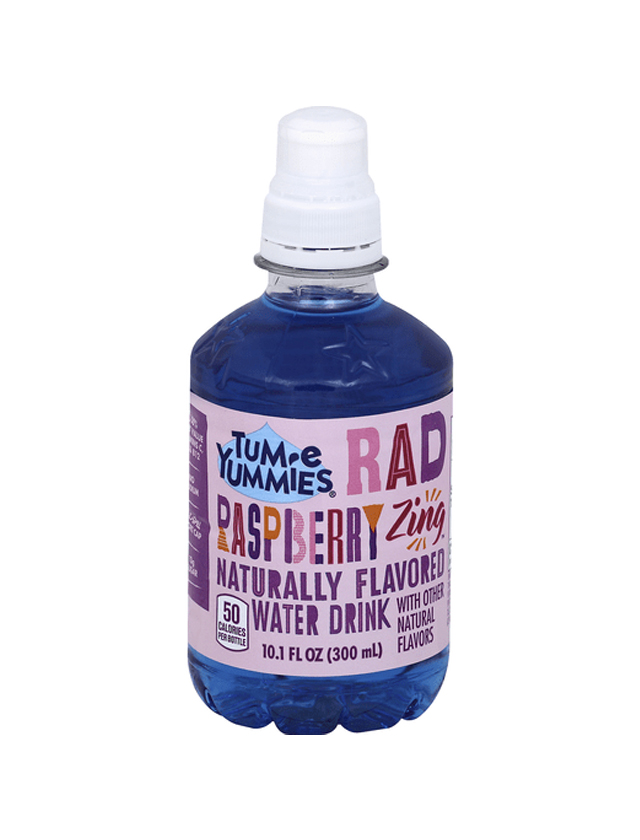 TUM•e
YUMMIES®
RAD
RASPBERRY Zing
NATURALLY FLAVORED
WATER DRINK
WITH OTHER
NATURAL
FLAVORS
50
CALORIES
PER BOTTLE
10.1 FL OZ (300 mL)